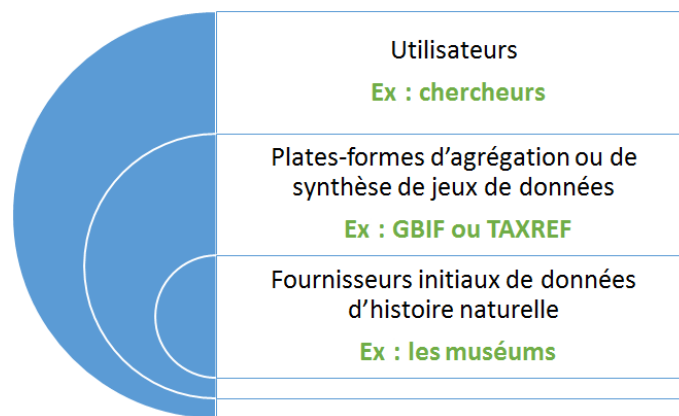 Utilisateurs
Ex : chercheurs
Plates-formes d’agrégation ou de
synthèse de jeux de données
Ex : GBIF ou TAXREF
Fournisseurs initiaux de données
d’histoire naturelle
Ex : les muséums